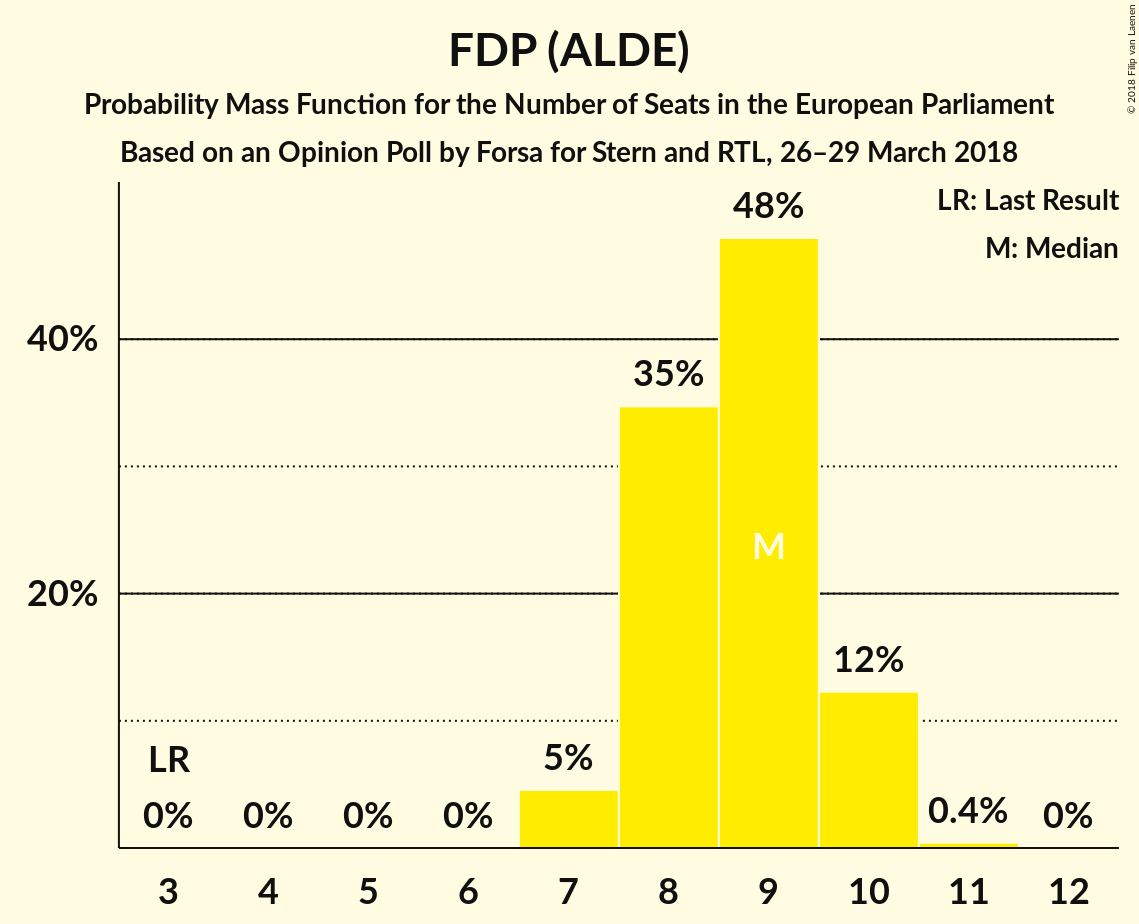 FDP (ALDE)
Probability Mass Function for the Number of Seats in the European Parliament
Based on an Opinion Poll by Forsa for Stern and RTL, 26–29 March 2018
© 2018 Filip van Laenen
LR: Last Result
M: Median
48%
40%
35%
M
20%
12%
LR
5%
0% 0% 0% 0% 0.4% 0%
3 4 5 6 7 8 9 10 11 12